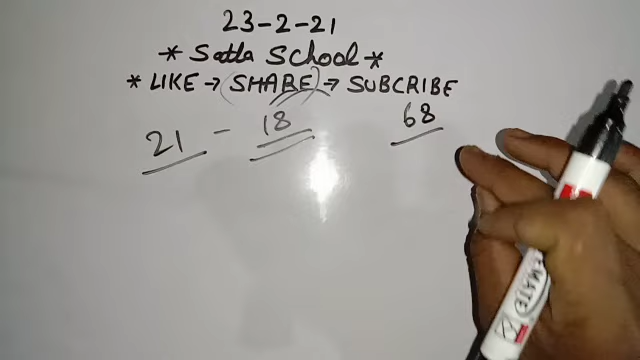 23-2-21
* Satta School *
* LIKE → (SHARE) → SUBCRIBE
21 - 18 68